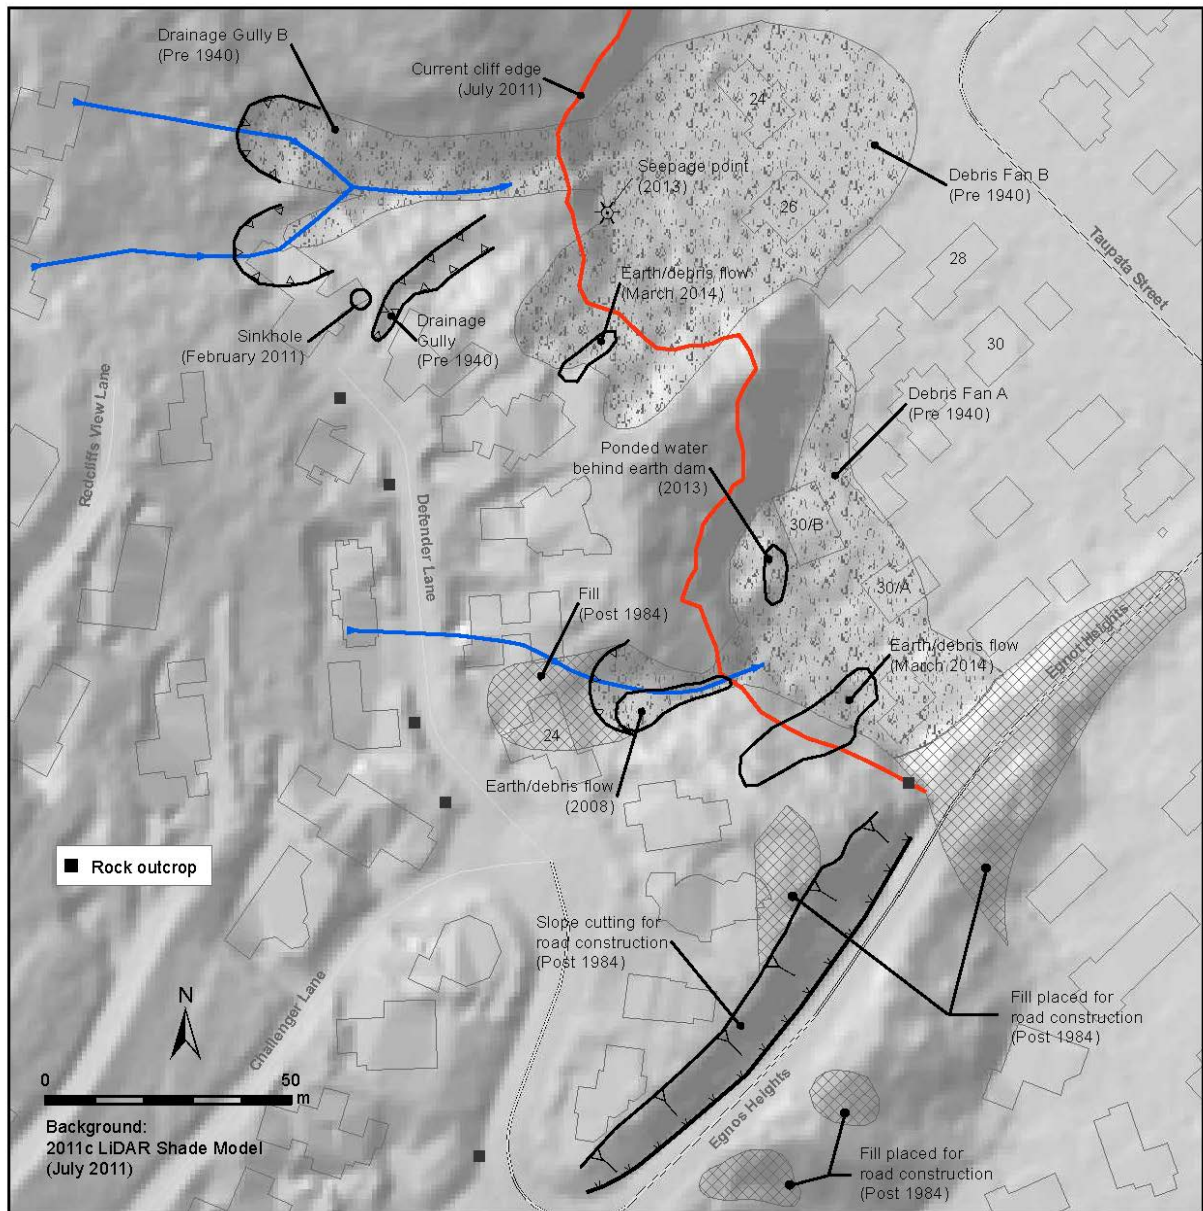 Drainage Gully B
(Pre 1940)
Current cliff edge
(July 2011)
24
Seepage point
(2013)
Debris Fan B
(Pre 1940)
26
Taupata Street
28
Earth/debris flow
(March 2014)
Sinkhole
(February 2011)
Drainage
Gully
(Pre 1940)
30
Debris Fan A
(Pre 1940)
Redcliffs View Lane
Ponded water
behind earth dam
(2013)
Defender Lane
30/B
30/A
Fill
(Post 1984)
Egnot Heights
Earth/debris flow
(March 2014)
24
Earth/debris flow
(2008)
Rock outcrop
Slope cutting for
road construction
(Post 1984)
Fill placed for
road construction
(Post 1984)
Challenger Lane
N
0
50
m
Background:
2011c LiDAR Shade Model
(July 2011)
Egnos Heights
Fill placed for
road construction
(Post 1984)